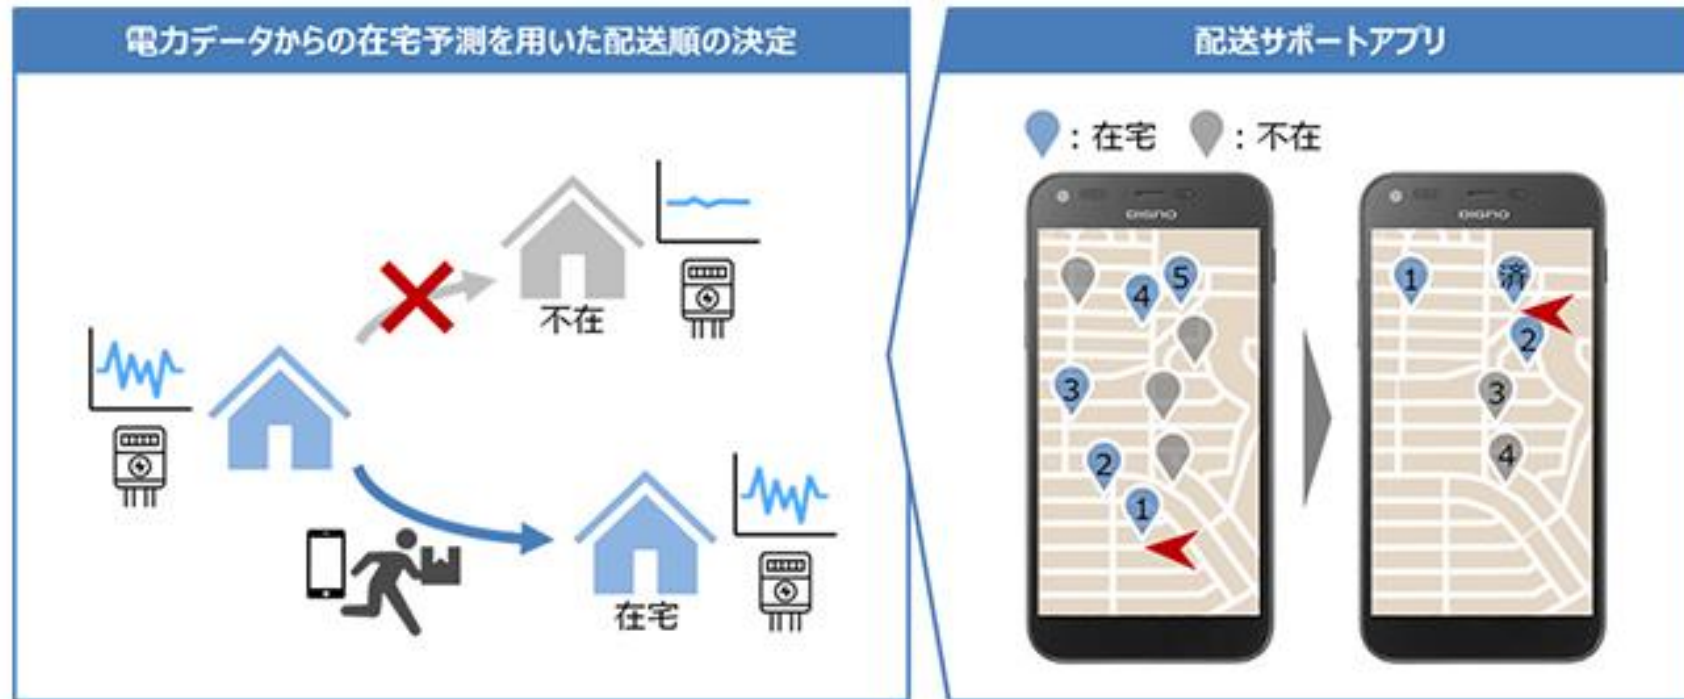 電力データからの在宅予測を用いた配送順の決定
不在
在宅
配送サポートアプリ
：在宅 ：不在
DIGNO
4 5
3
2
1
DIGNO
1 済
2
3
4